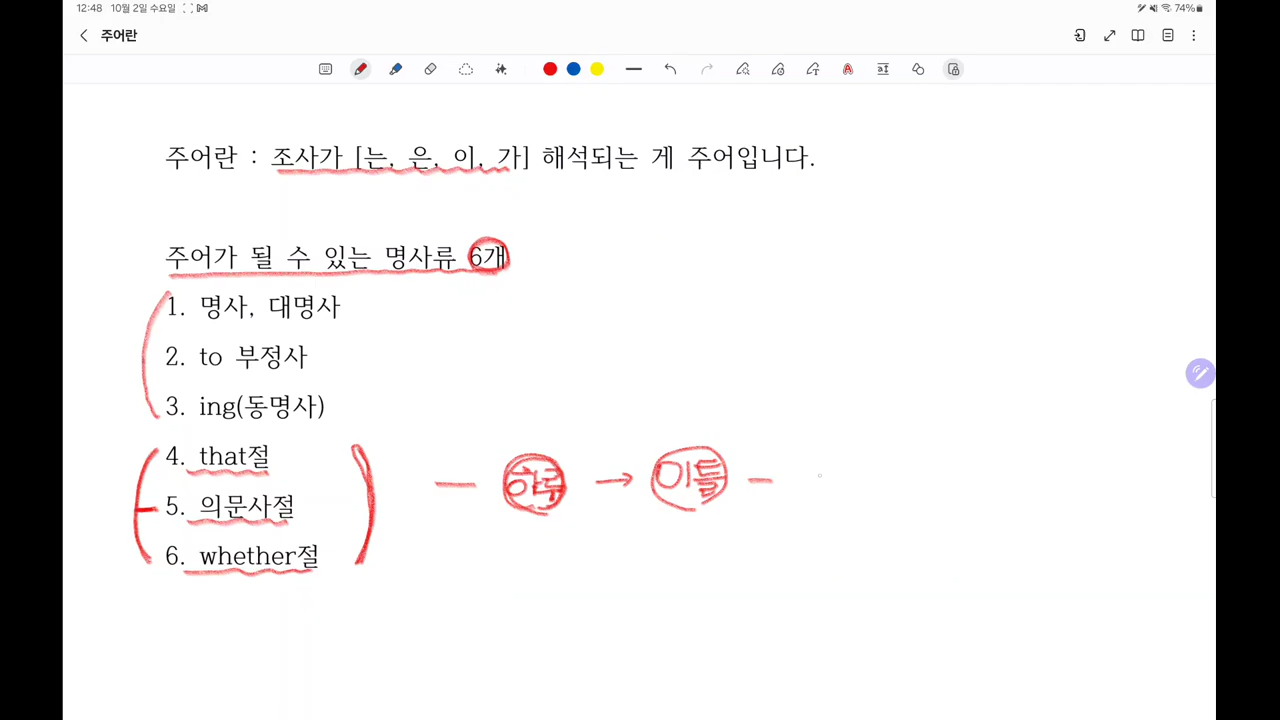 12:48 10월 2일 수요일 74%
주어란
주어란 : 조사가 [는, 은, 이, 가] 해석되는 게 주어입니다.
주어가 될 수 있는 명사류 6개
1. 명사, 대명사
2. to 부정사
3. ing(동명사)
4. that절
5. 의문사절
6. whether절
— 하루 → 이틀 —